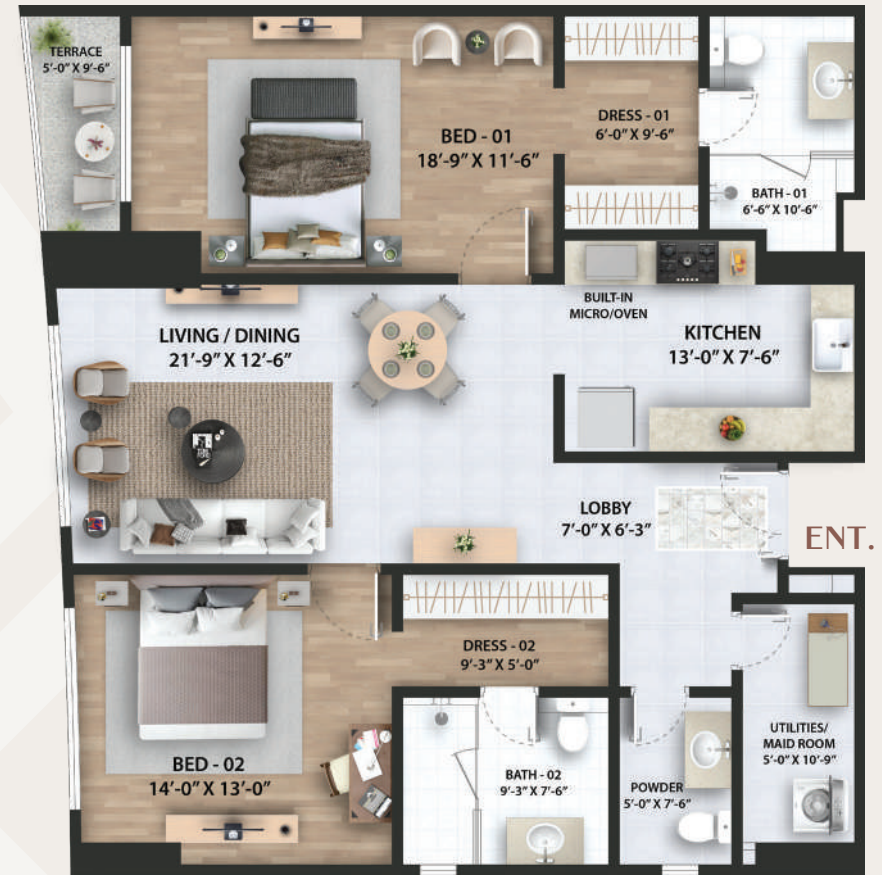 TERRACE
5'-0" X 9'-6"
BED - 01
18'-9" X 11'-6"
DRESS - 01
6'-0" X 9'-6"
BATH - 01
6'-6" X 10'-6"
BUILT-IN
MICRO/OVEN
LIVING / DINING
21'-9" X 12'-6"
KITCHEN
13'-0" X 7'-6"
LOBBY
7'-0" X 6'-3"
ENT.
DRESS - 02
9'-3" X 5'-0"
BED - 02
14'-0" X 13'-0"
BATH - 02
9'-3" X 7'-6"
POWDER
5'-0" X 7'-6"
UTILITIES/
MAID ROOM
5'-0" X 10'-9"